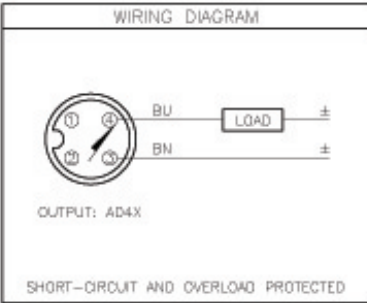 WIRING DIAGRAM
① ④ BU LOAD ±
② ③ BN ±
OUTPUT: AD4X
SHORT-CIRCUIT AND OVERLOAD PROTECTED